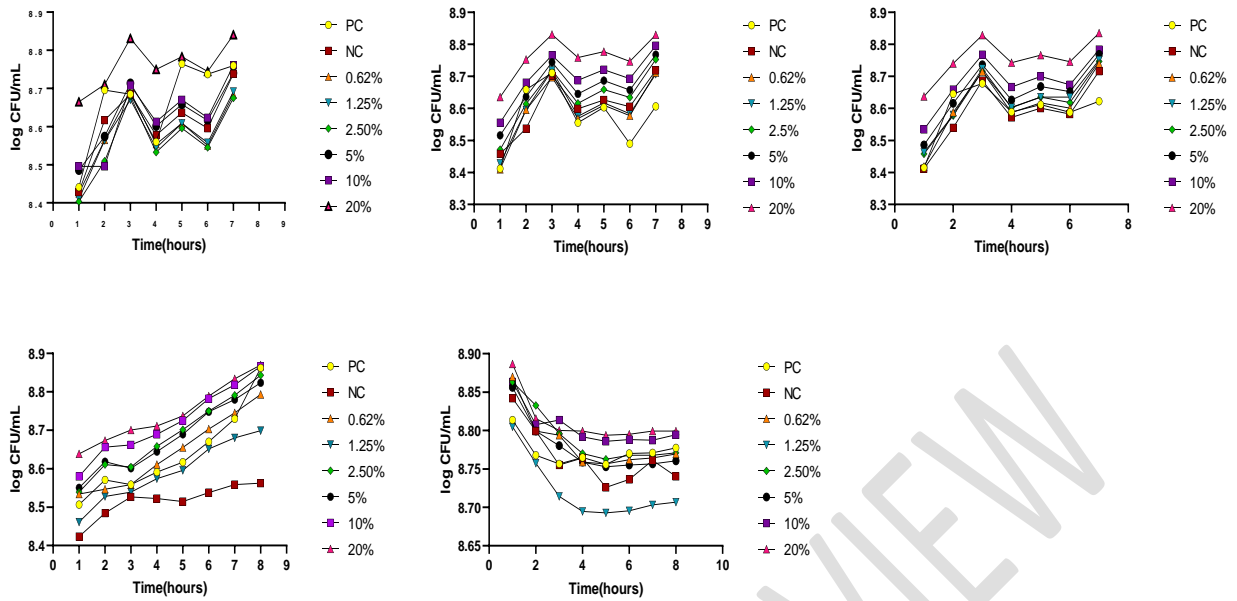 8.9
8.8
8.7
8.6
8.5
8.4
log CFU/mL
0 1 2 3 4 5 6 7 8 9
Time(hours)
PC
NC
0.62%
1.25%
2.50%
5%
10%
20%
8.9
8.8
8.7
8.6
8.5
8.4
8.3
log CFU/mL
0 1 2 3 4 5 6 7 8 9
Time(hours)
PC
NC
0.62%
1.25%
2.5%
5%
10%
20%
8.9
8.8
8.7
8.6
8.5
8.4
8.3
log CFU/mL
0 2 4 6 8
Time(hours)
PC
NC
0.62%
1.25%
2.50%
5%
10%
20%
8.9
8.8
8.7
8.6
8.5
8.4
log CFU/mL
0 1 2 3 4 5 6 7 8 9
Time(hours)
PC
NC
0.62%
1.25%
2.50%
5%
10%
20%
8.90
8.85
8.80
8.75
8.70
8.65
log CFU/mL
0 2 4 6 8 10
Time(hours)
PC
NC
0.62%
1.25%
2.50%
5%
10%
20%
VIEW